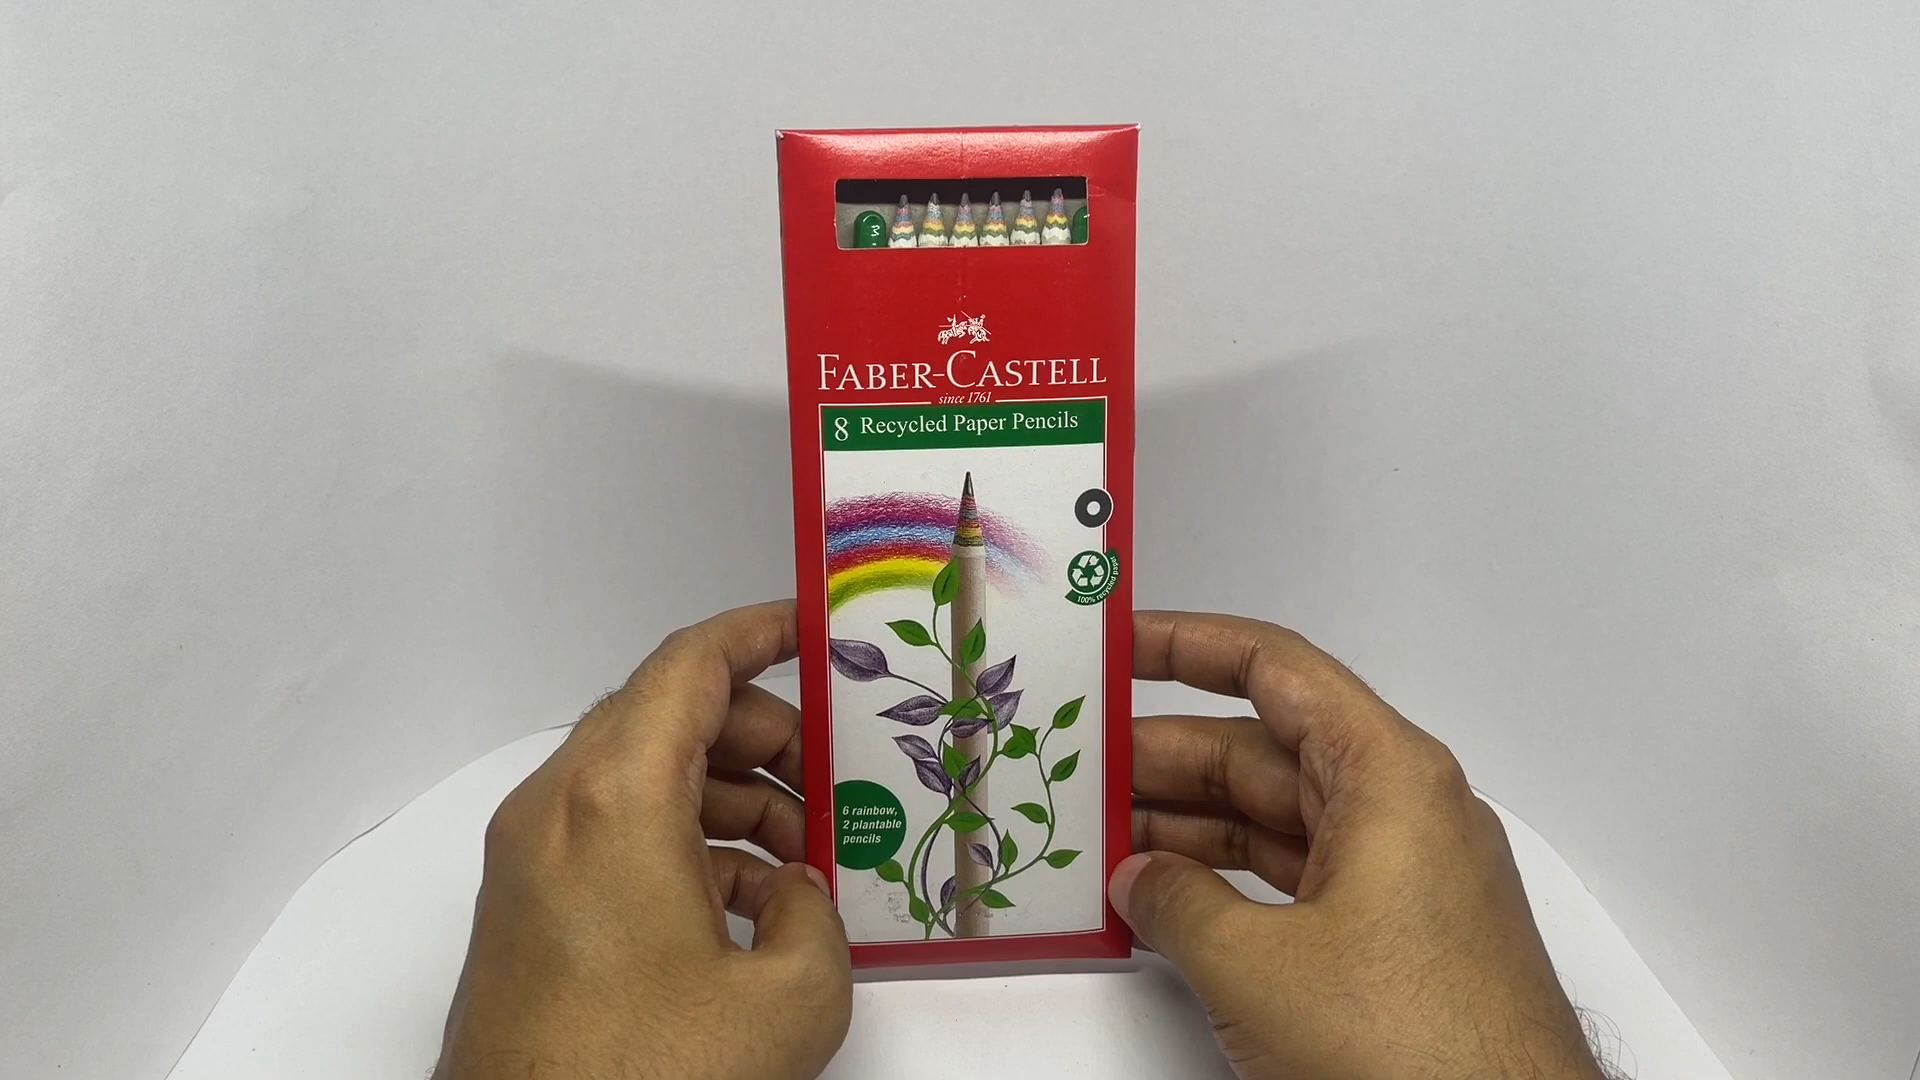 FABER-CASTELL
since 1761
8 Recycled Paper Pencils
100% recycled paper
6 rainbow,
2 plantable
pencils